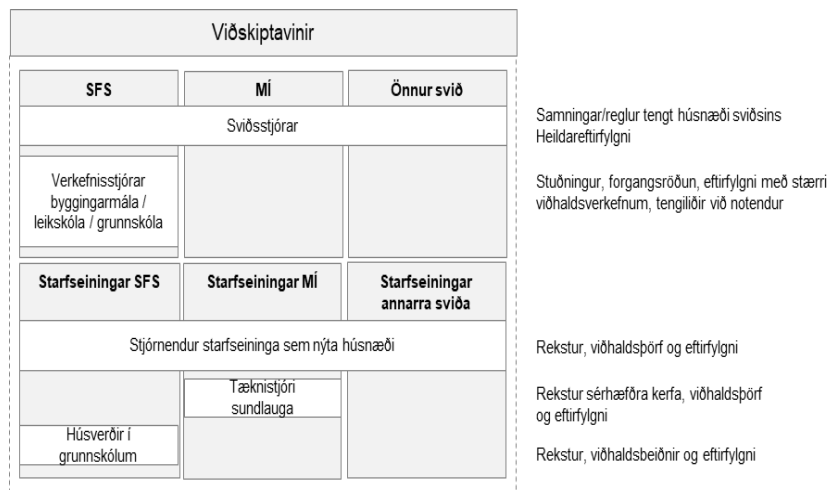 Viðskiptavinir
SFS
MÍ
Önnur svið
Sviðsstjórar
Samningar/reglur tengt húsnæði sviðsins
Heildareftirfylgni
Verkefnisstjórar
byggingarmála /
leikskóla / grunnskóla
Stuðningur, forgangsröðun, eftirfylgni með stærri
viðhaldsverkefnum, tengiliðir við notendur
Starfseiningar SFS
Starfseiningar MÍ
Starfseiningar
annarra sviða
Stjórnendur starfseininga sem nýta húsnæði
Rekstur, viðhaldsþörf og eftirfylgni
Tæknistjóri
sundlauga
Rekstur sérhæfðra kerfa, viðhaldsþörf
og eftirfylgni
Húsverðir í
grunnskólum
Rekstur, viðhaldsbeiðnir og eftirfylgni